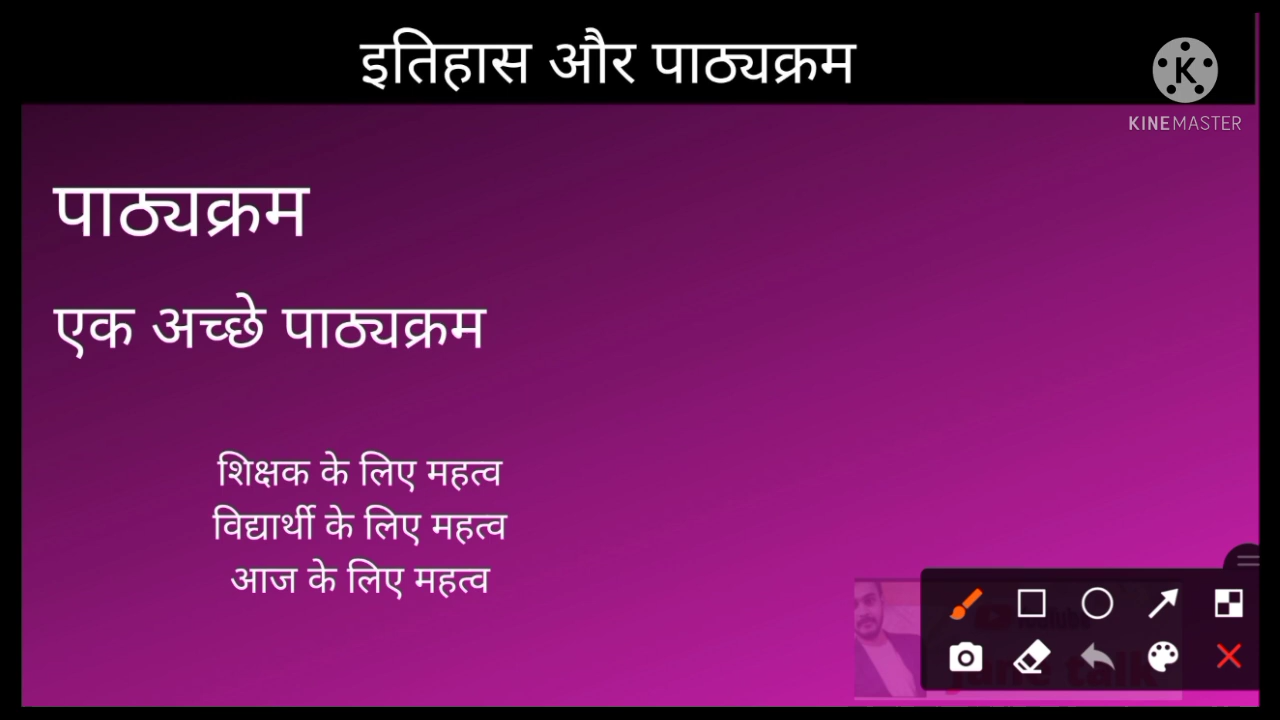 इतिहास और पाठ्यक्रम
K
KINEMASTER
पाठ्यक्रम
एक अच्छे पाठ्यक्रम
शिक्षक के लिए महत्व
विद्यार्थी के लिए महत्व
आज के लिए महत्व